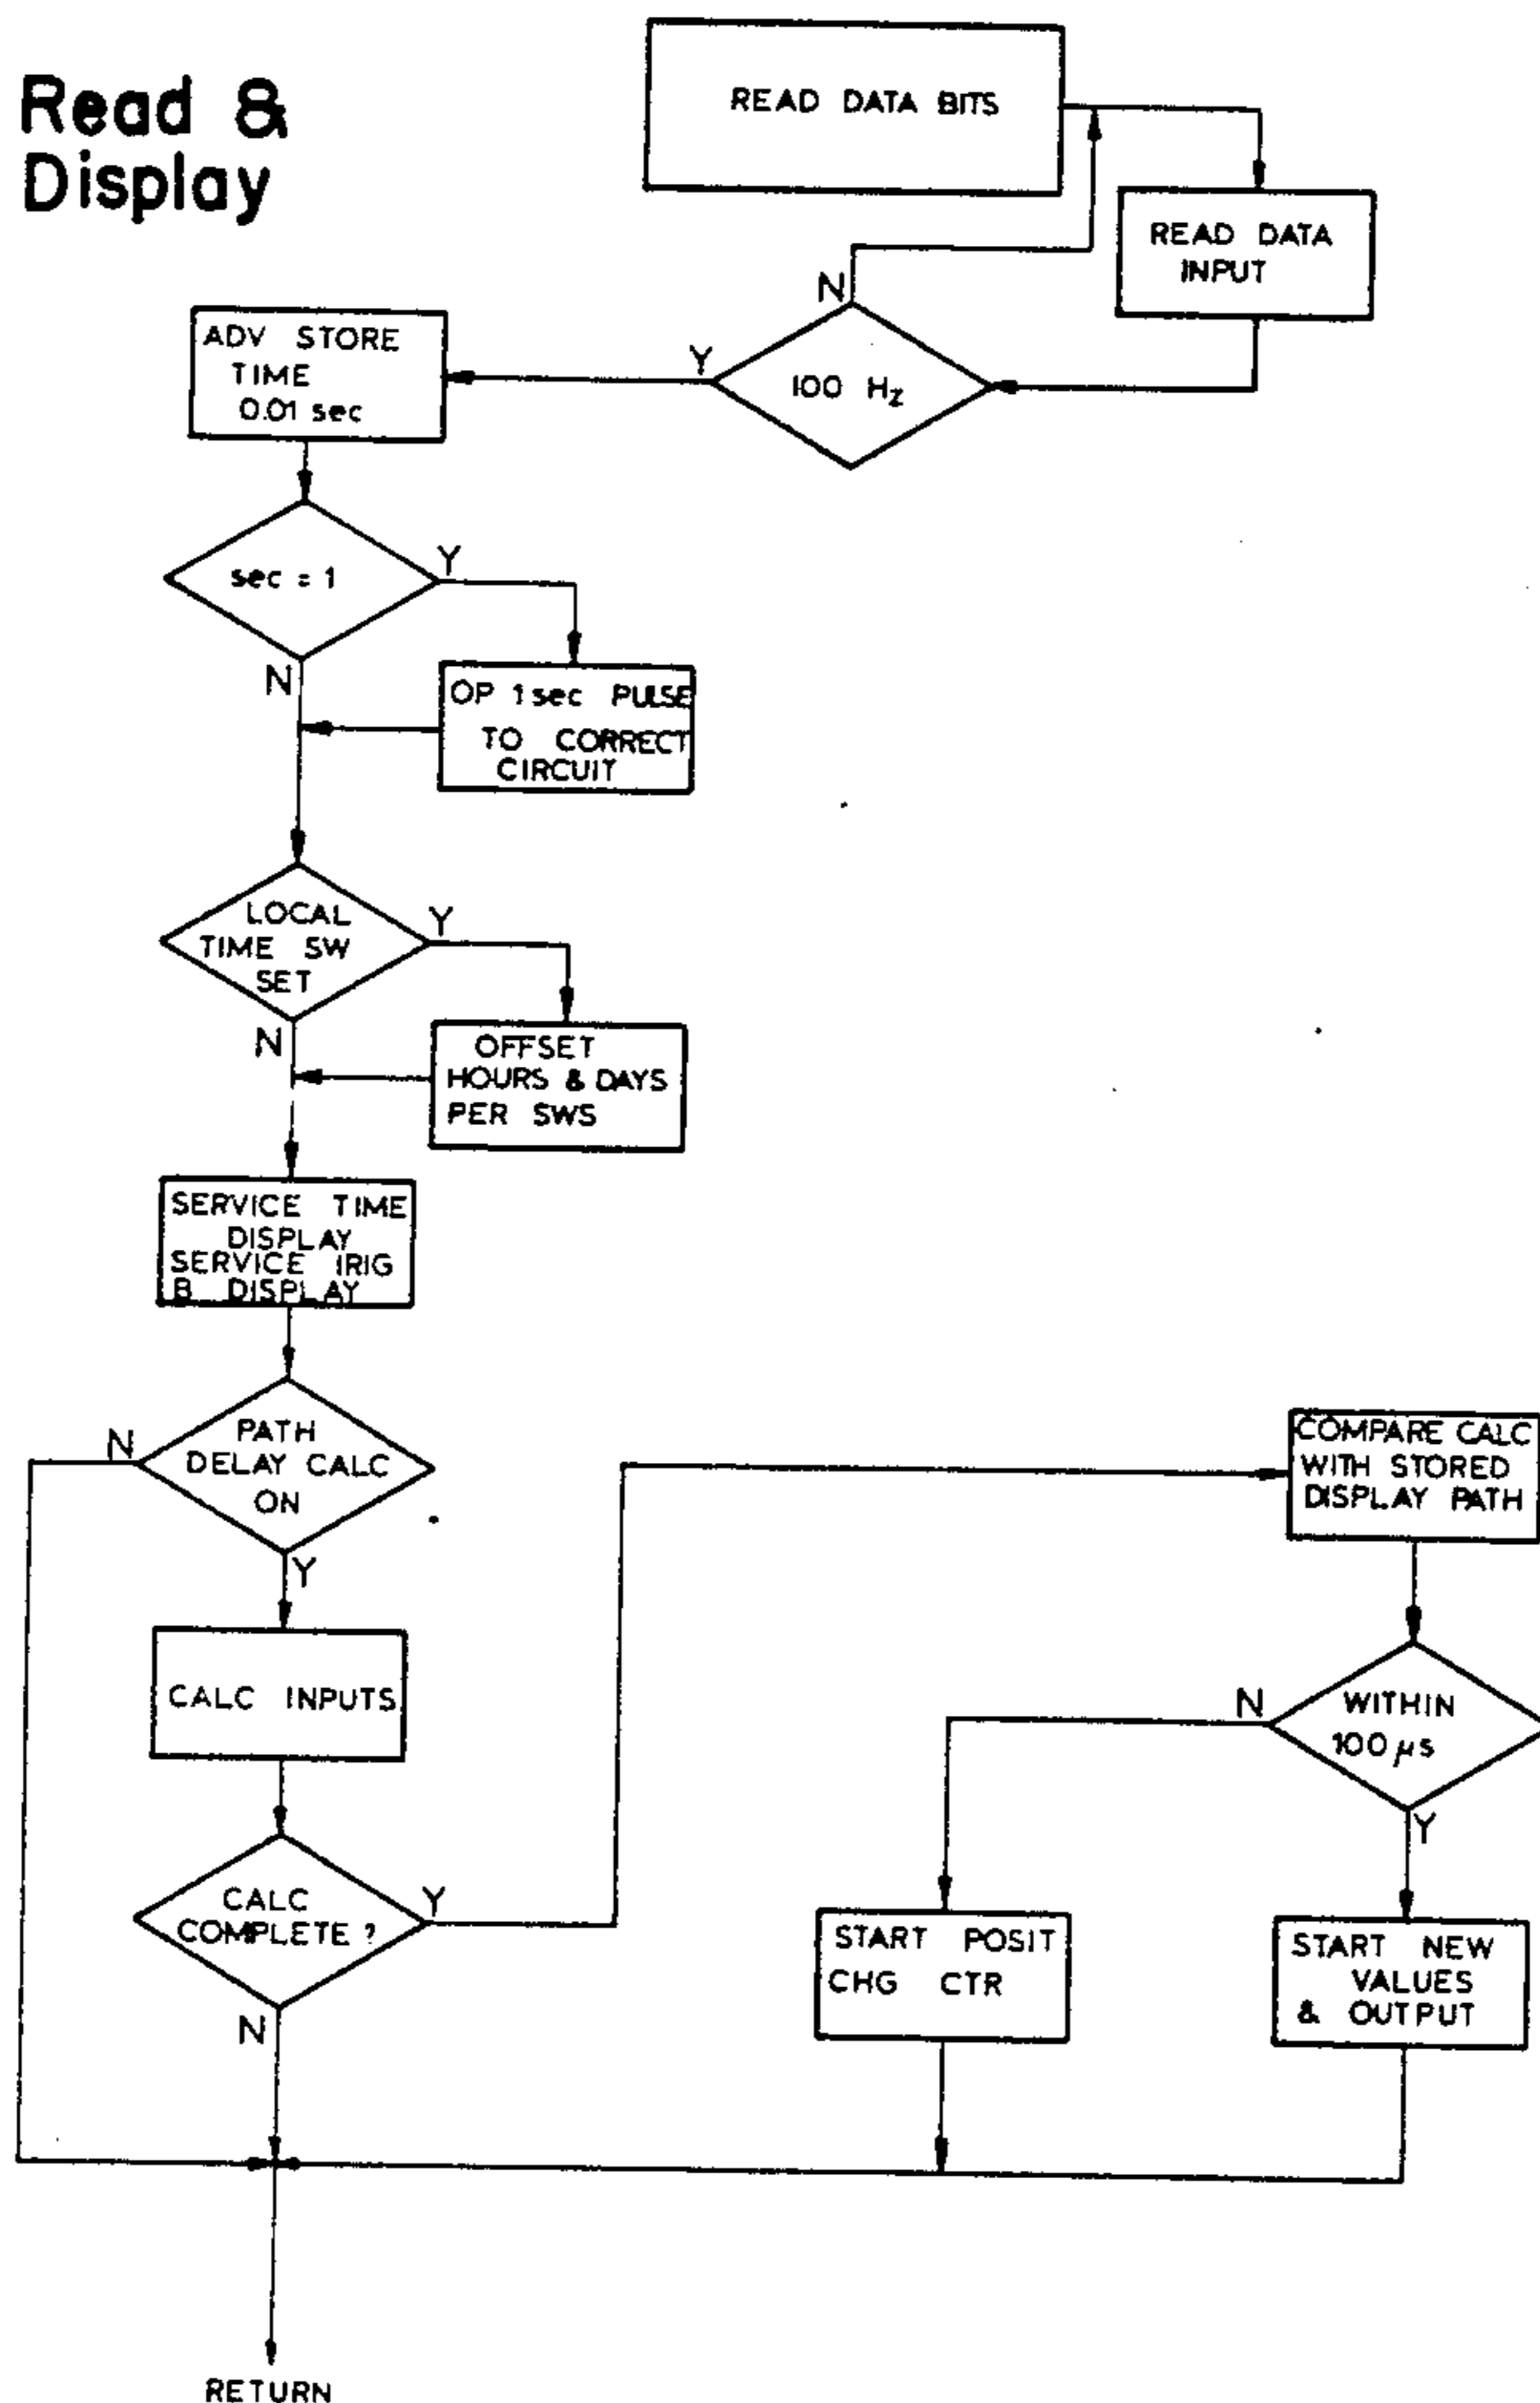 Read &
Display
READ DATA BITS
READ DATA
INPUT
N
100 Hz
Y
ADV STORE
TIME
0.01 sec
sec = 1
Y
N
OP 1 sec PULSE
TO CORRECT
CIRCUIT
LOCAL
TIME SW
SET
Y
N
OFFSET
HOURS & DAYS
PER SWS
SERVICE TIME
DISPLAY
SERVICE IRIG
B DISPLAY
PATH
DELAY CALC
ON
N
Y
CALC INPUTS
CALC
COMPLETE ?
Y
N
COMPARE CALC
WITH STORED
DISPLAY PATH
WITHIN
100 µs
N
Y
START POSIT
CHG CTR
START NEW
VALUES
& OUTPUT
RETURN